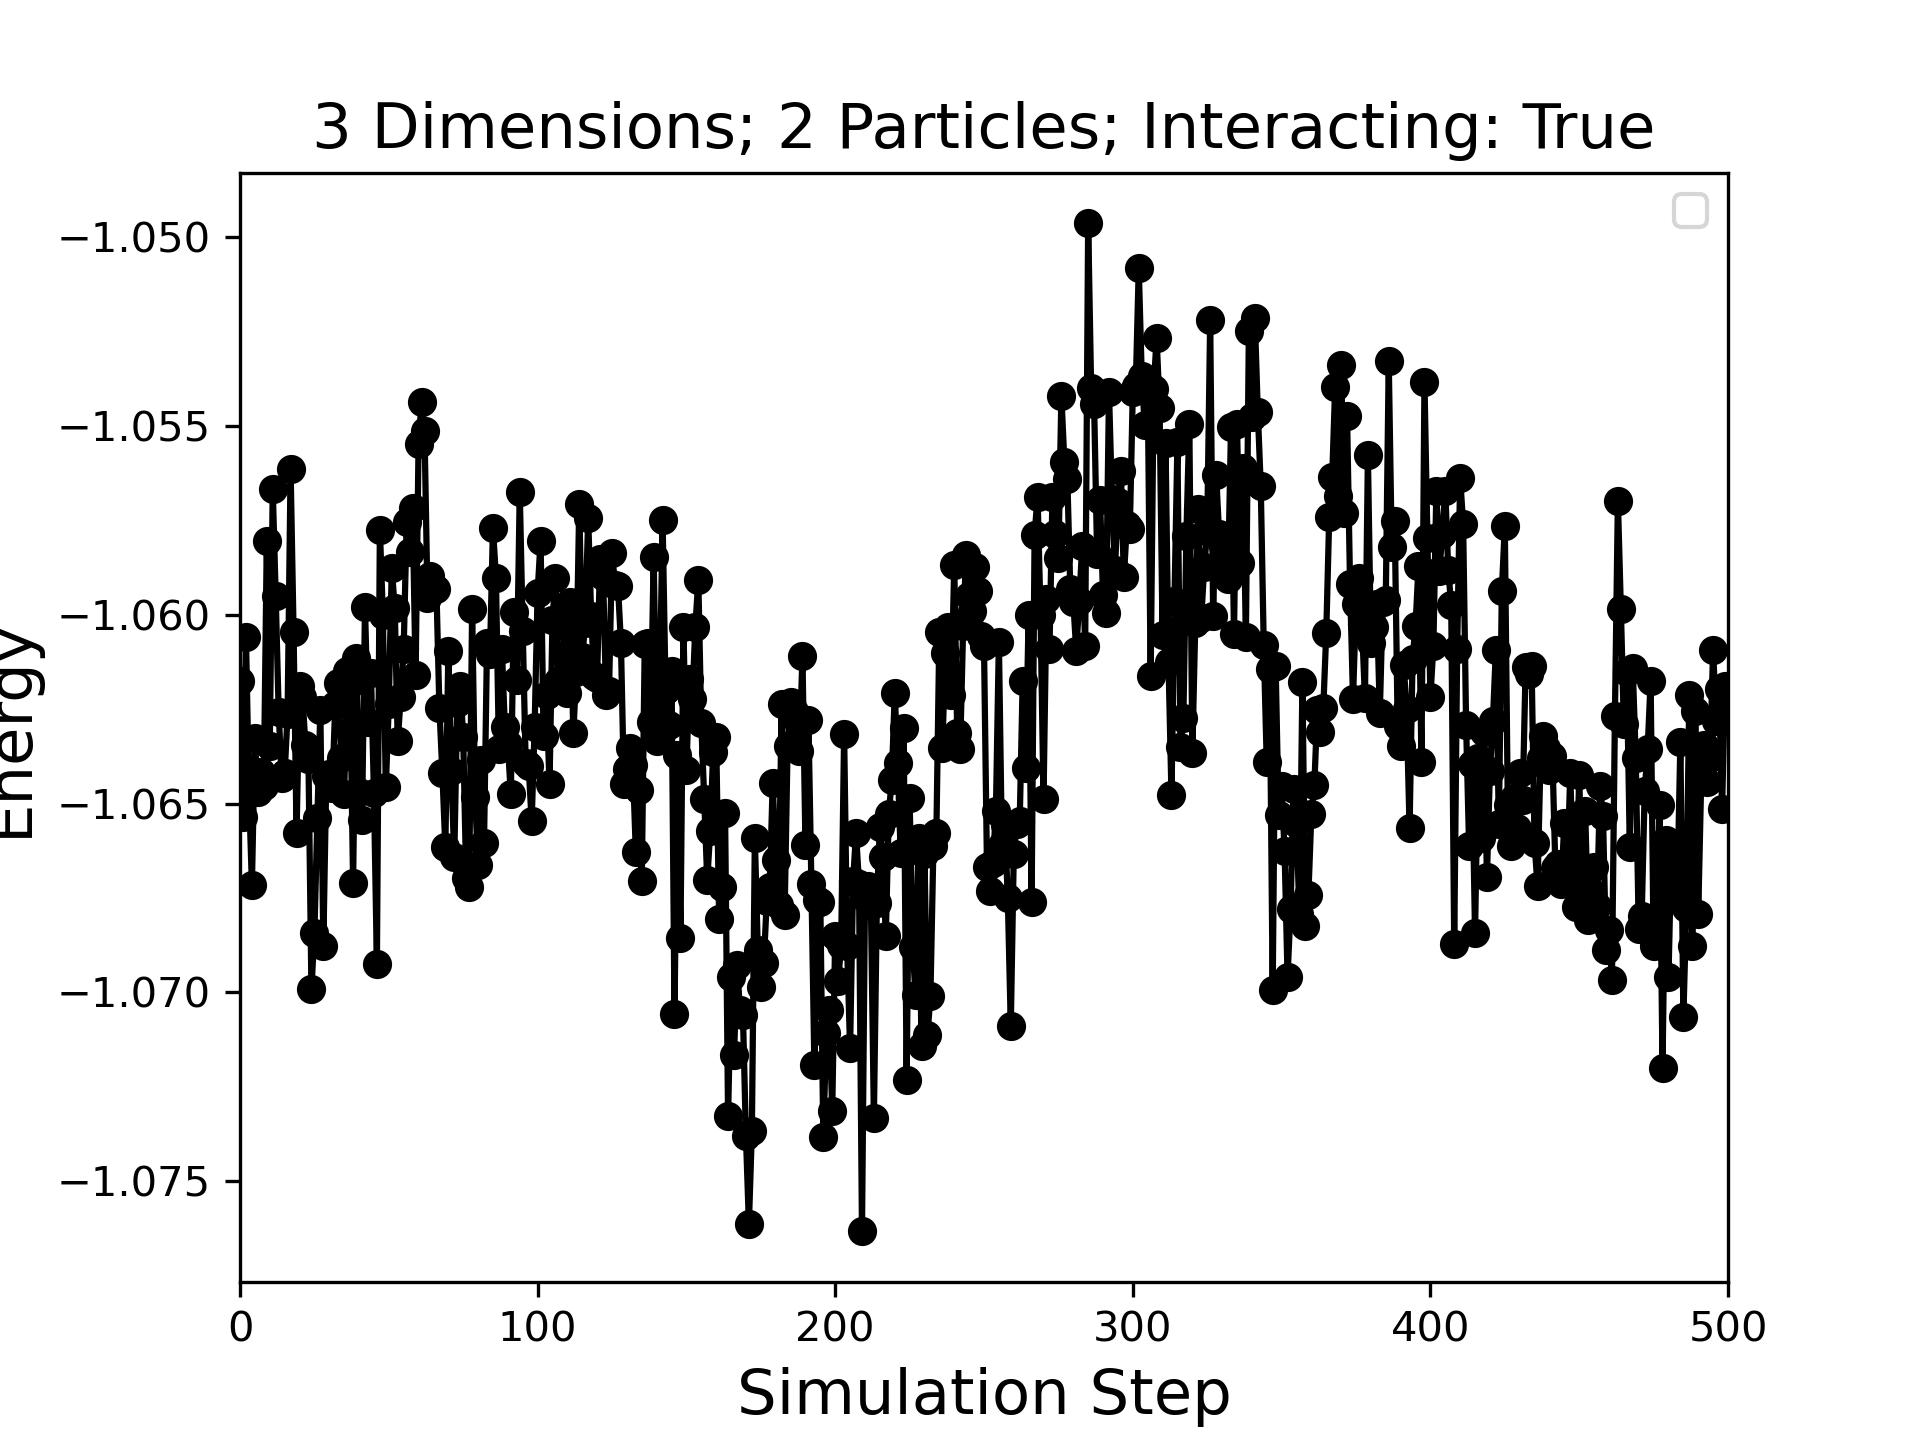 3 Dimensions; 2 Particles; Interacting: True
−1.050
−1.055
−1.060
−1.065
−1.070
−1.075
Energy
0 100 200 300 400 500
Simulation Step